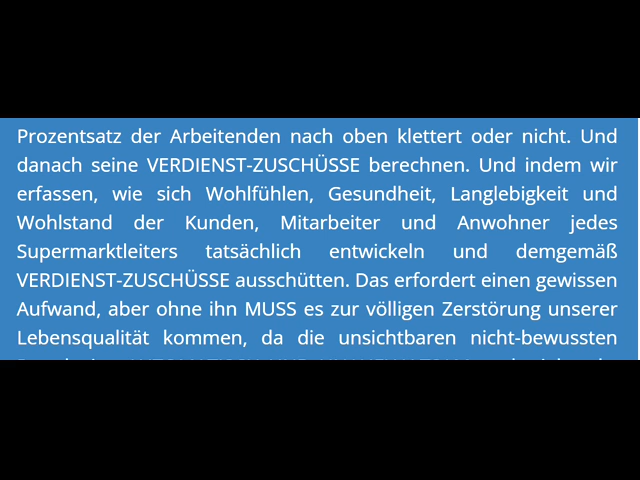 Prozentsatz der Arbeitenden nach oben klettert oder nicht. Und
danach seine VERDIENST-ZUSCHÜSSE berechnen. Und indem wir
erfassen, wie sich Wohlfühlen, Gesundheit, Langlebigkeit und
Wohlstand der Kunden, Mitarbeiter und Anwohner jedes
Supermarktleiters tatsächlich entwickeln und demgemäß
VERDIENST-ZUSCHÜSSE ausschütten. Das erfordert einen gewissen
Aufwand, aber ohne ihn MUSS es zur völligen Zerstörung unserer
Lebensqualität kommen, da die unsichtbaren nicht-bewussten